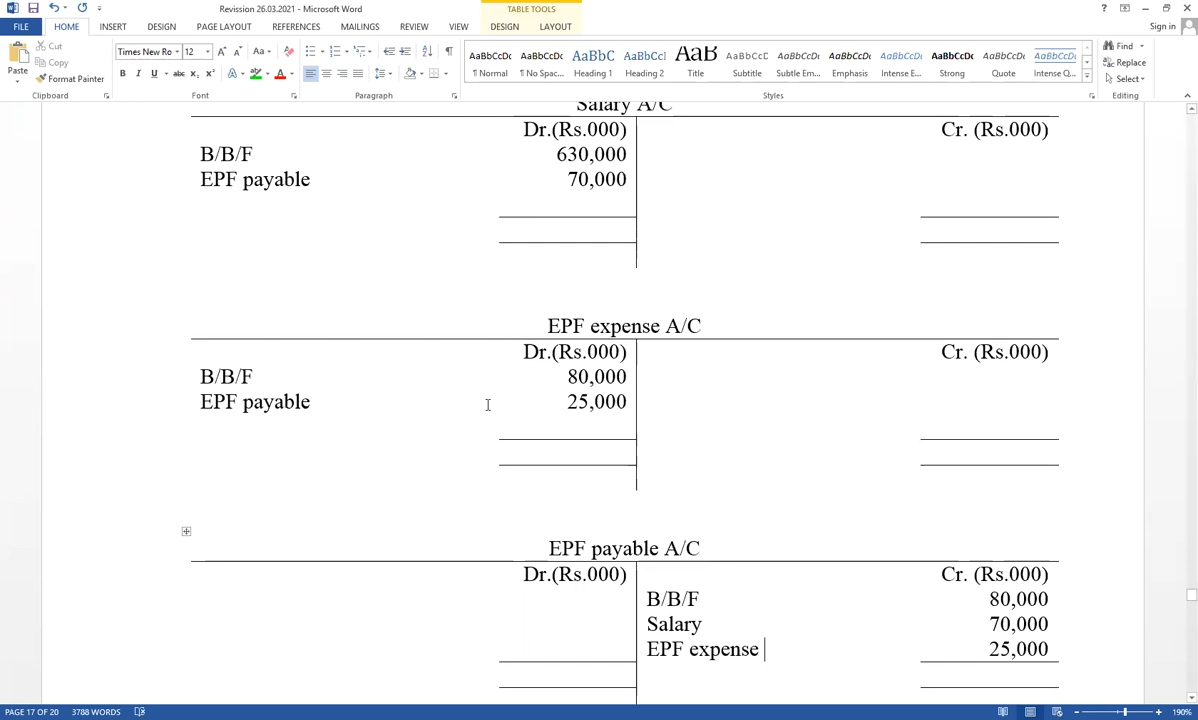 Revission 26.03.2021 - Microsoft Word
TABLE TOOLS
FILE HOME INSERT DESIGN PAGE LAYOUT REFERENCES MAILINGS REVIEW VIEW DESIGN LAYOUT
Sign in
Paste
Cut
Copy
Format Painter
Times New Ro 12
AaBbCcDc ¶ Normal
AaBbCcDc ¶ No Spac...
AaBbC Heading 1
AaBbCcI Heading 2
AaB Title
AaBbCcD Subtitle
AaBbCcDc Subtle Em...
AaBbCcDc Emphasis
AaBbCcDc Intense E...
AaBbCcDc Strong
AaBbCcDc Quote
AaBbCcDc Intense Q...
Find
Replace
Select
Clipboard Font Paragraph Styles Editing
Salary A/C
Dr.(Rs.000) Cr. (Rs.000)
B/B/F 630,000
EPF payable 70,000
EPF expense A/C
Dr.(Rs.000) Cr. (Rs.000)
B/B/F 80,000
EPF payable 25,000
EPF payable A/C
Dr.(Rs.000) Cr. (Rs.000)
B/B/F 80,000
Salary 70,000
EPF expense 25,000
PAGE 17 OF 20 3788 WORDS 190%